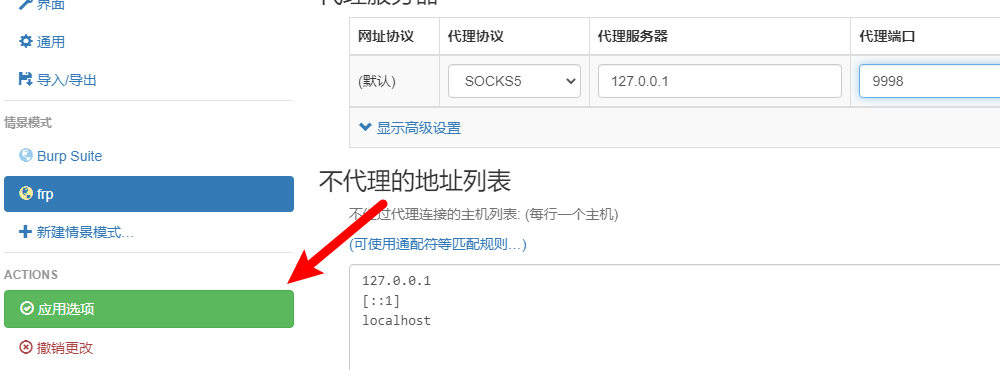 界面
通用
导入/导出
情景模式
Burp Suite
frp
新建情景模式…
ACTIONS
应用选项
撤销更改
代理服务器
网址协议 代理协议 代理服务器 代理端口
(默认) SOCKS5 127.0.0.1 9998
显示高级设置
不代理的地址列表
不经过代理连接的主机列表: (每行一个主机)
(可使用通配符等匹配规则…)
127.0.0.1
[::1]
localhost